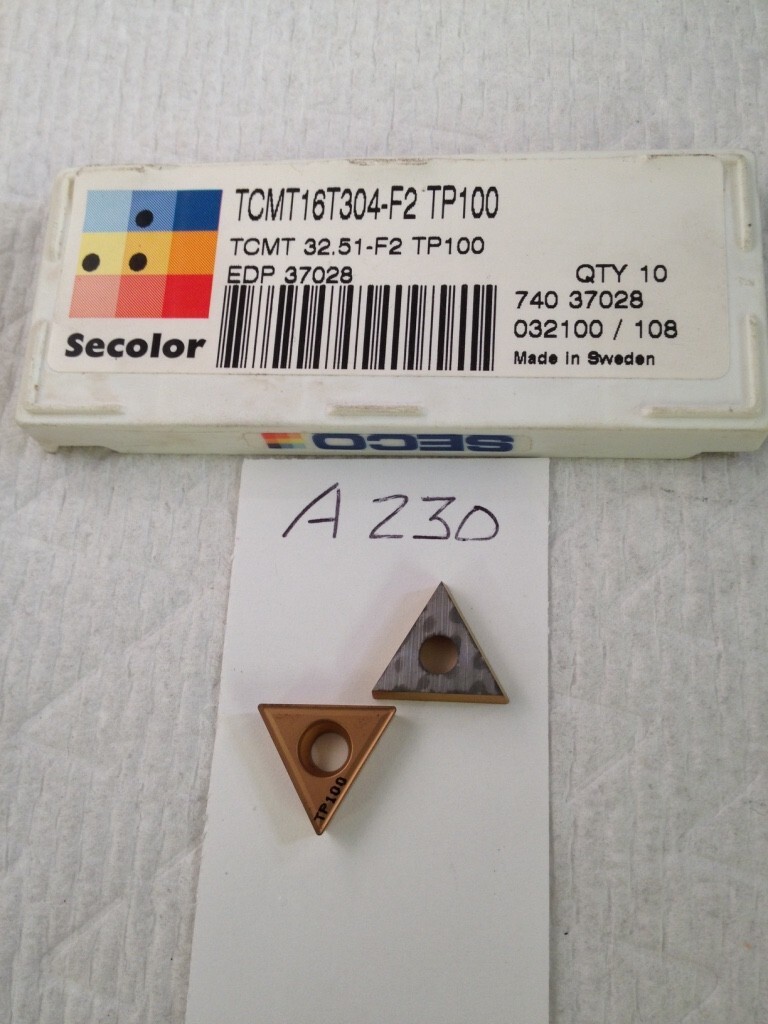 TCMT16T304-F2 TP100
TCMT 32.51-F2 TP100
EDP 37028
QTY 10
740 37028
032100 / 108
Made in Sweden
Secolor
SECO
A230
TP100